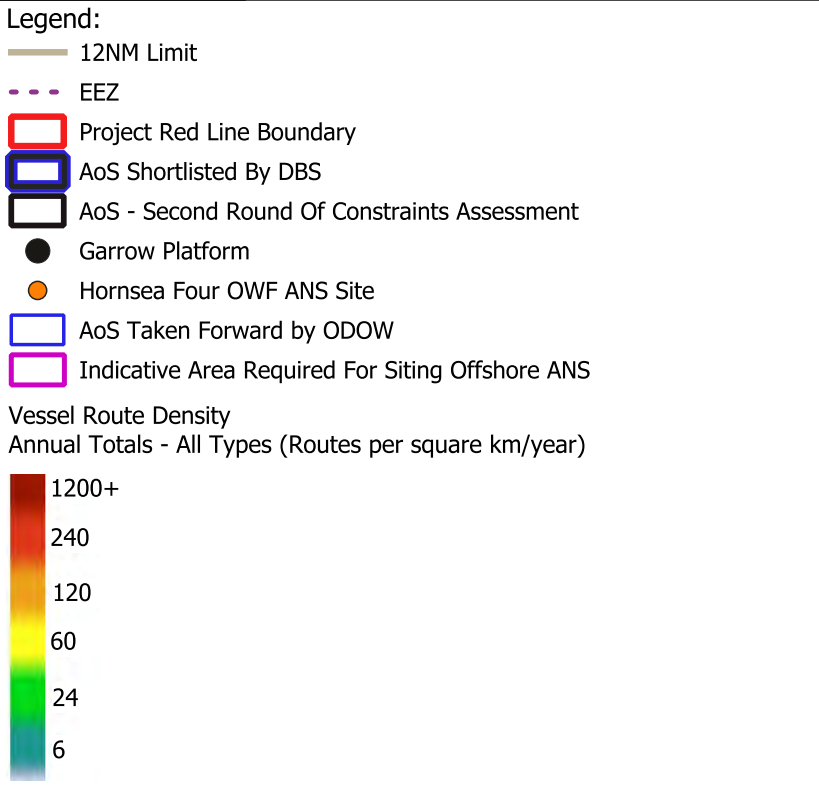 Legend:
12NM Limit
EEZ
Project Red Line Boundary
AoS Shortlisted By DBS
AoS - Second Round Of Constraints Assessment
Garrow Platform
Hornsea Four OWF ANS Site
AoS Taken Forward by ODOW
Indicative Area Required For Siting Offshore ANS
Vessel Route Density
Annual Totals - All Types (Routes per square km/year)
1200+
240
120
60
24
6